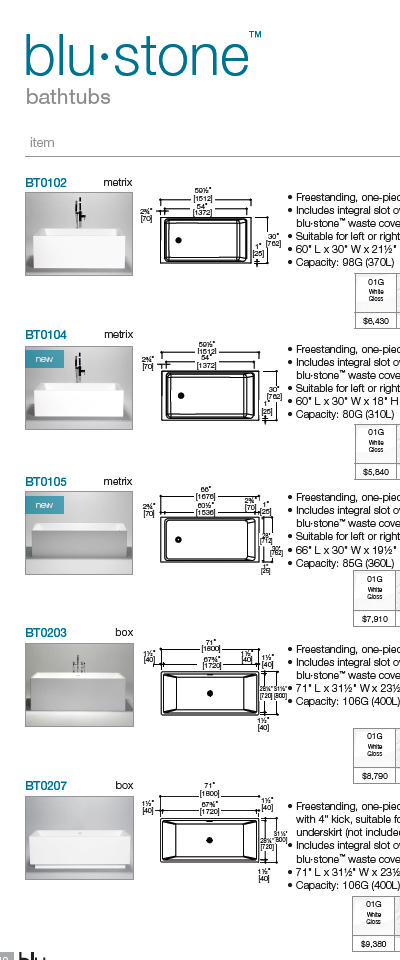 blu·stone™
bathtubs
item
BT0102 metrix
59½"
[1512]
54"
[1372]
2¾"
[70]
30"
[762]
1"
[25]
• Freestanding, one-piec
• Includes integral slot ov
blu·stone™ waste cove
• Suitable for left or right
• 60" L x 30" W x 21½"
• Capacity: 98G (370L)
01G
White
Gloss
$6,430
BT0104 metrix
new
59½"
[1512]
54"
[1372]
2¾"
[70]
30"
[762]
1"
[25]
• Freestanding, one-piec
• Includes integral slot ov
blu·stone™ waste cove
• Suitable for left or right
• 60" L x 30" W x 18" H
• Capacity: 80G (310L)
01G
White
Gloss
$5,840
BT0105 metrix
new
66"
[1676]
60½"
[1536]
2¾"
[70]
2¾"
[70]
1"
[25]
28"
[712]
30"
[762]
1"
[25]
• Freestanding, one-piec
• Includes integral slot ov
blu·stone™ waste cove
• Suitable for left or right
• 66" L x 30" W x 19½"
• Capacity: 85G (360L)
01G
White
Gloss
$7,910
BT0203 box
71"
[1800]
67¾"
[1720]
1½"
[40]
1½"
[40]
1½"
[40]
28¼"
[720]
31½"
[800]
1½"
[40]
• Freestanding, one-piec
• Includes integral slot ov
blu·stone™ waste cove
• 71" L x 31½" W x 23½
• Capacity: 106G (400L)
01G
White
Gloss
$8,790
BT0207 box
71"
[1800]
67¾"
[1720]
1½"
[40]
1½"
[40]
28¼"
[720]
31½"
[800]
1½"
[40]
• Freestanding, one-piec
with 4" kick, suitable fo
underskirt (not included
• Includes integral slot ov
blu·stone™ waste cove
• 71" L x 31½" W x 23½
• Capacity: 106G (400L)
01G
White
Gloss
$9,380
blu